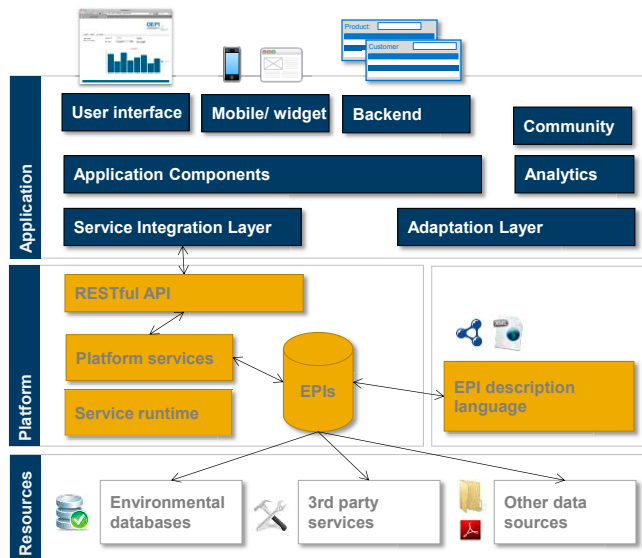 OEPI
Product:
Customer
User interface
Mobile/ widget
Backend
Community
Application Components
Analytics
Service Integration Layer
Adaptation Layer
Application
RESTful API
Platform services
Service runtime
EPIs
EPI description
language
Platform
Environmental
databases
3rd party
services
Other data
sources
Resources